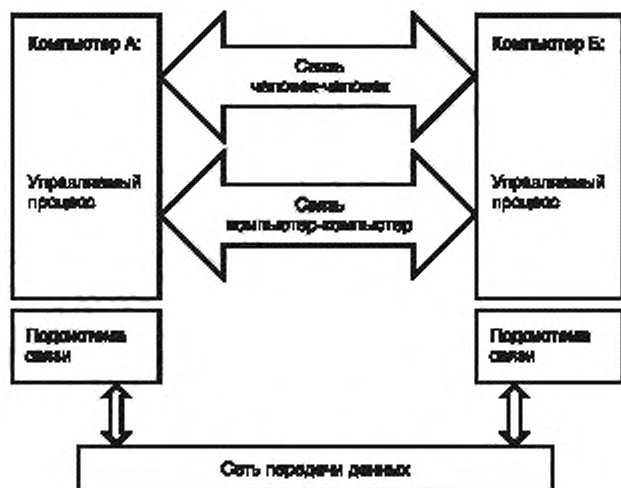 Компьютер А:
Связь
человек-человек
Компьютер Б:
Управляемый
процесс
Связь
компьютер-компьютер
Управляемый
процесс
Подсистема
связи
Подсистема
связи
Сеть передачи данных